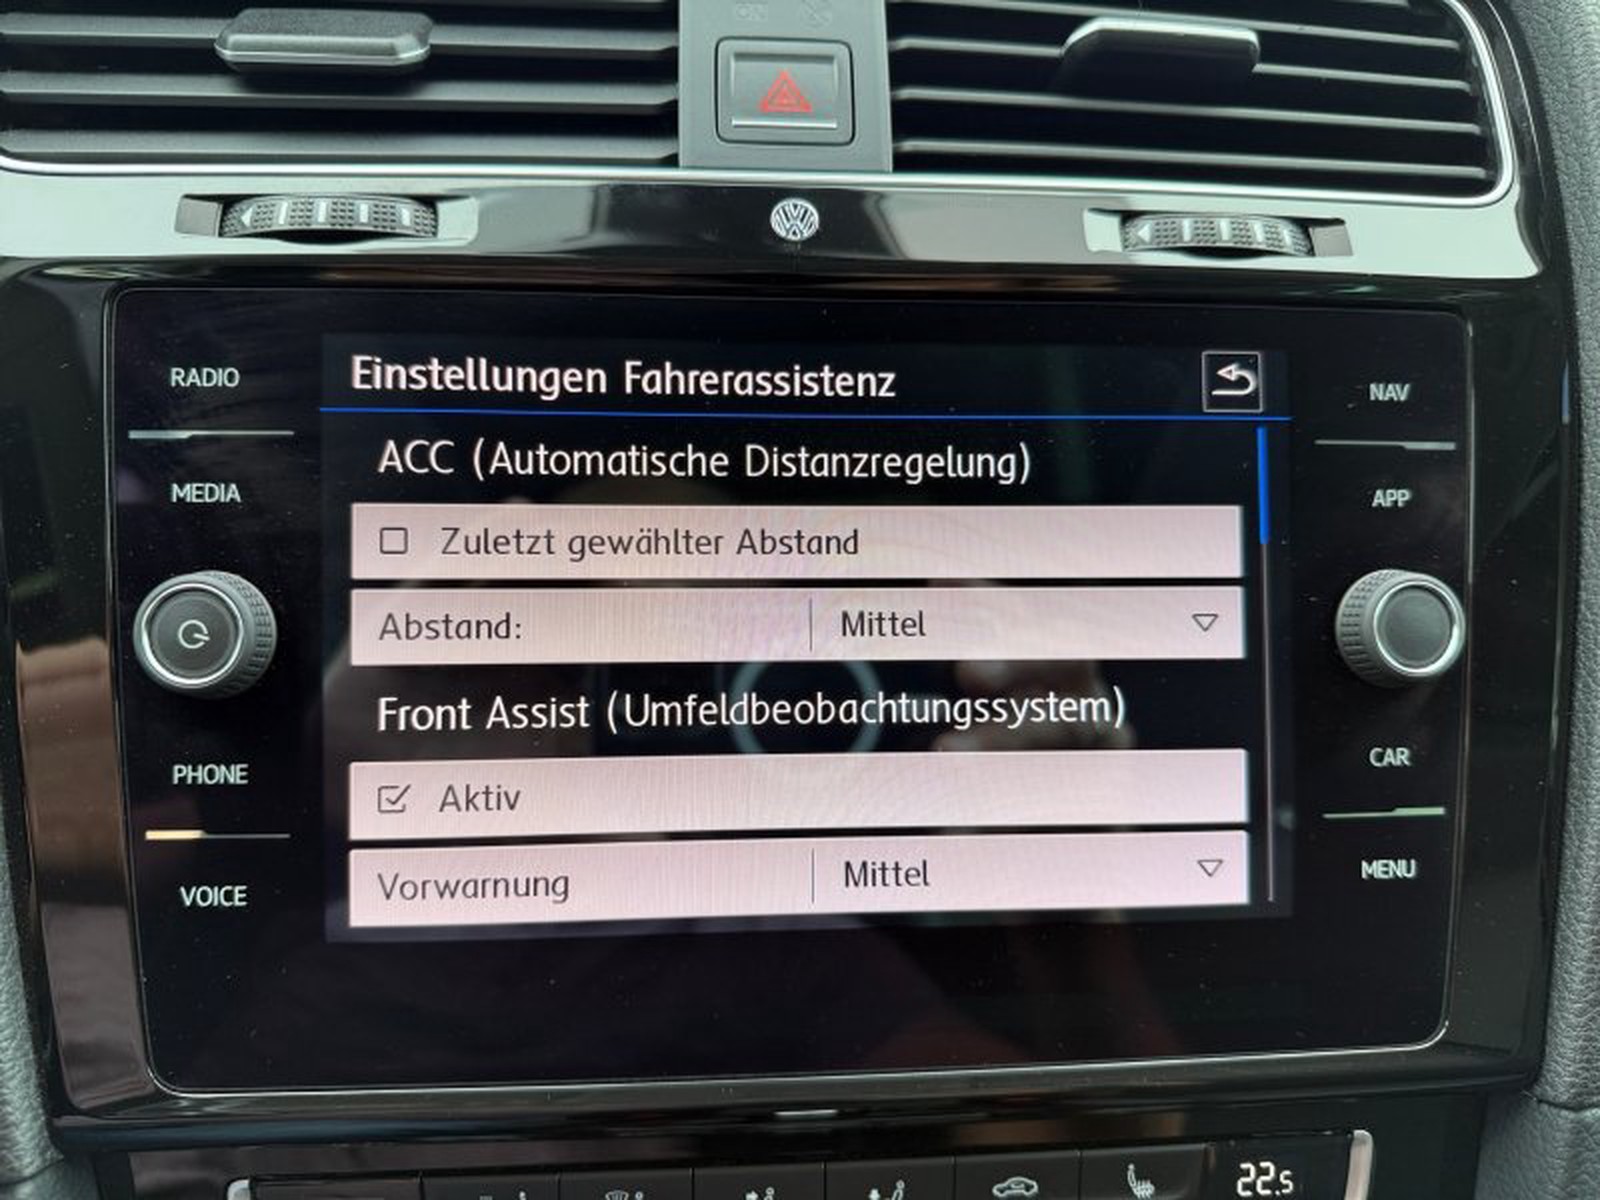 RADIO
MEDIA
PHONE
VOICE
Einstellungen Fahrerassistenz
ACC (Automatische Distanzregelung)
Zuletzt gewählter Abstand
Abstand: Mittel
Front Assist (Umfeldbeobachtungssystem)
Aktiv
Vorwarnung Mittel
NAV
APP
CAR
MENU
22.5